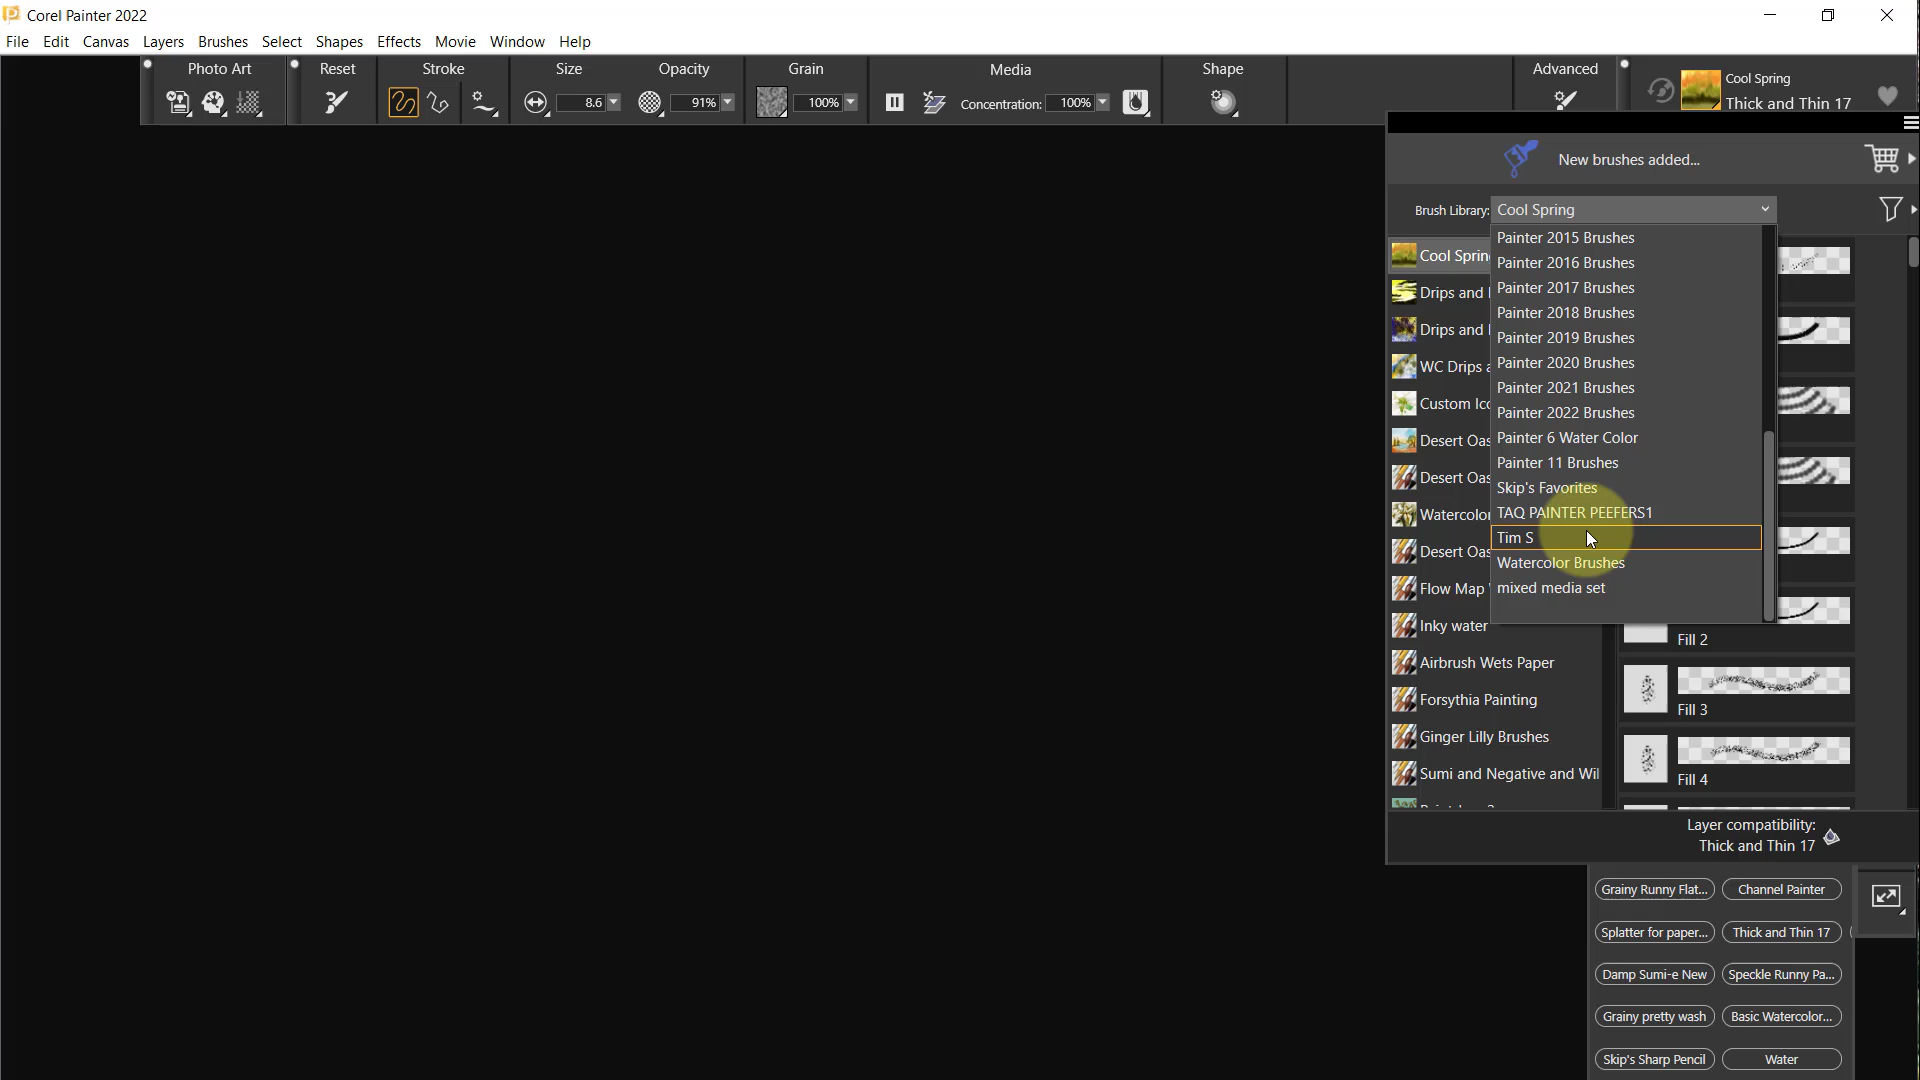 Corel Painter 2022
File Edit Canvas Layers Brushes Select Shapes Effects Movie Window Help
Photo Art Reset Stroke Size Opacity Grain Media Shape Advanced
8.6 91% 100% Concentration: 100%
Cool Spring
Thick and Thin 17
New brushes added...
Brush Library: Cool Spring
Cool Sprin
Drips and
Drips and
WC Drips
Custom Ico
Desert Oas
Desert Oas
Watercolo
Desert Oas
Flow Map
Inky water
Airbrush Wets Paper
Forsythia Painting
Ginger Lilly Brushes
Sumi and Negative and Wil
Painter 2015 Brushes
Painter 2016 Brushes
Painter 2017 Brushes
Painter 2018 Brushes
Painter 2019 Brushes
Painter 2020 Brushes
Painter 2021 Brushes
Painter 2022 Brushes
Painter 6 Water Color
Painter 11 Brushes
Skip's Favorites
TAQ PAINTER PEEFERS1
Tim S
Watercolor Brushes
mixed media set
Fill 2
Fill 3
Fill 4
Layer compatibility:
Thick and Thin 17
Grainy Runny Flat... Channel Painter
Splatter for paper... Thick and Thin 17
Damp Sumi-e New Speckle Runny Pa...
Grainy pretty wash Basic Watercolor...
Skip's Sharp Pencil Water